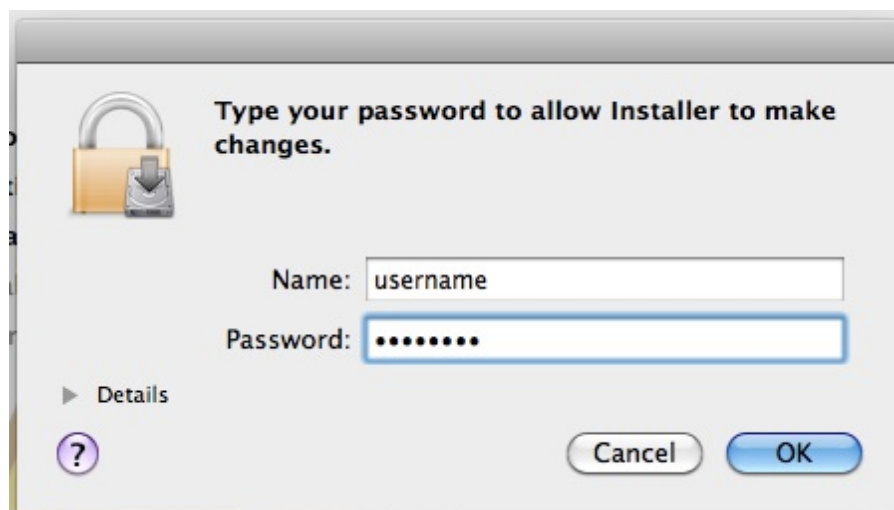 Type your password to allow Installer to make
changes.
Name: username
Password: ••••••••
Details
?
Cancel OK